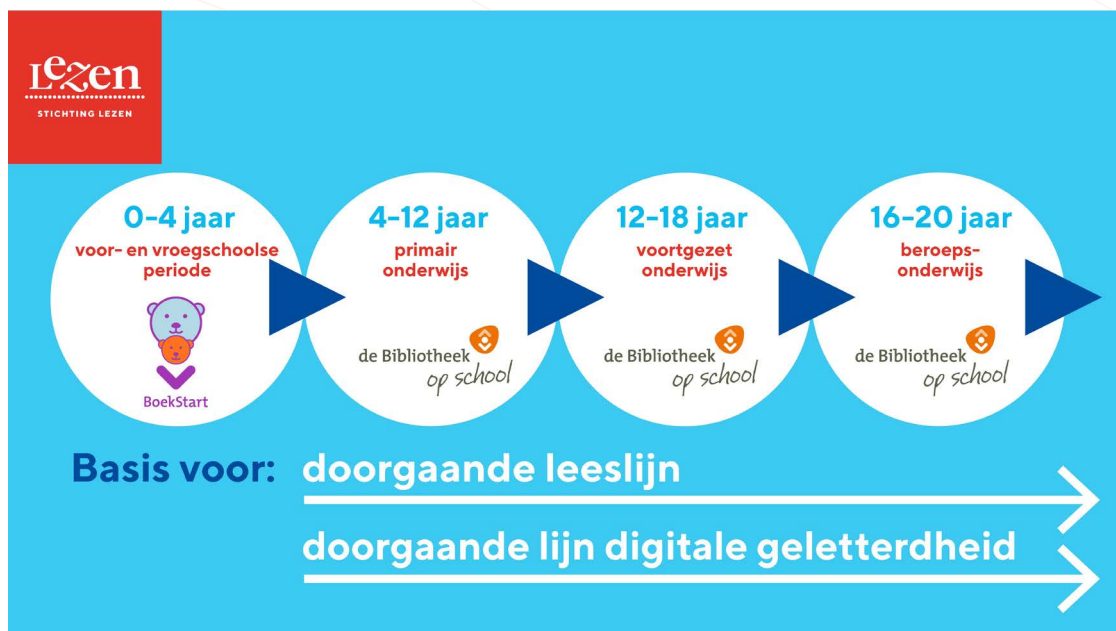 Lezen
STICHTING LEZEN
0-4 jaar
voor- en vroegschoolse
periode
BoekStart
4-12 jaar
primair
onderwijs
de Bibliotheek
op school
12-18 jaar
voortgezet
onderwijs
de Bibliotheek
op school
16-20 jaar
beroeps-
onderwijs
de Bibliotheek
op school
Basis voor: doorgaande leeslijn
doorgaande lijn digitale geletterdheid